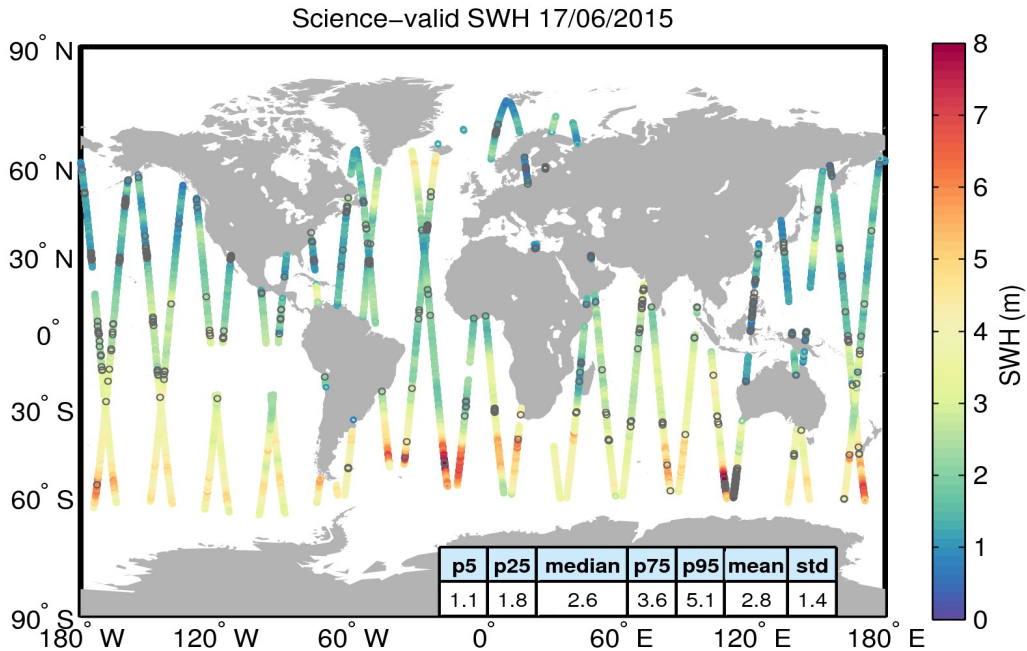 Science−valid SWH 17/06/2015
90° N
60° N
30° N
0°
30° S
60° S
90° S
180° W
120° W
60° W
0°
60° E
120° E
180° E
p5 p25 median p75 p95 mean std
1.1 1.8 2.6 3.6 5.1 2.8 1.4
8
7
6
5
4
3
2
1
0
SWH (m)